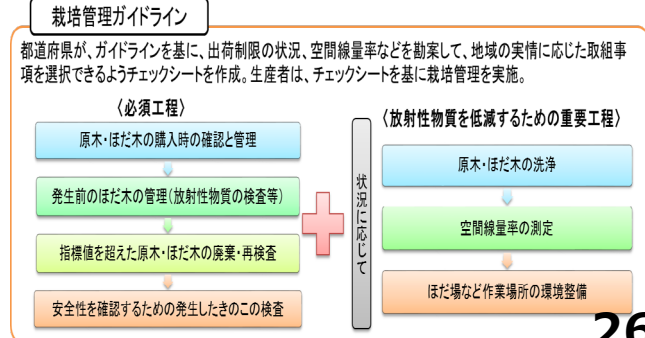 栽培管理ガイドライン
都道府県が、ガイドラインを基に、出荷制限の状況、空間線量率などを勘案して、地域の実情に応じた取組事
項を選択できるようチェックシートを作成。生産者は、チェックシートを基に栽培管理を実施。
〈必須工程〉
原木・ほだ木の購入時の確認と管理
発生前のほだ木の管理(放射性物質の検査等)
指標値を超えた原木・ほだ木の廃棄・再検査
安全性を確認するための発生したきのこの検査
状況に応じて
〈放射性物質を低減するための重要工程〉
原木・ほだ木の洗浄
空間線量率の測定
ほだ場など作業場所の環境整備
26